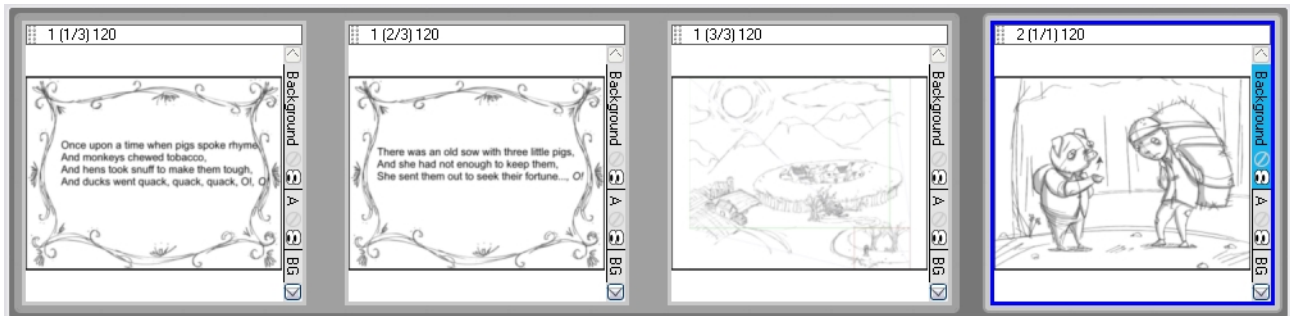 1 (1/3) 120
Background
A
BG
Once upon a time when pigs spoke rhyme
And monkeys chewed tobacco,
And hens took snuff to make them tough,
And ducks went quack, quack, quack, O!, O
1 (2/3) 120
Background
A
BG
There was an old sow with three little pigs,
And she had not enough to keep them,
She sent them out to seek their fortune..., O!
1 (3/3) 120
Background
A
BG
2 (1/1) 120
Background
A
BG